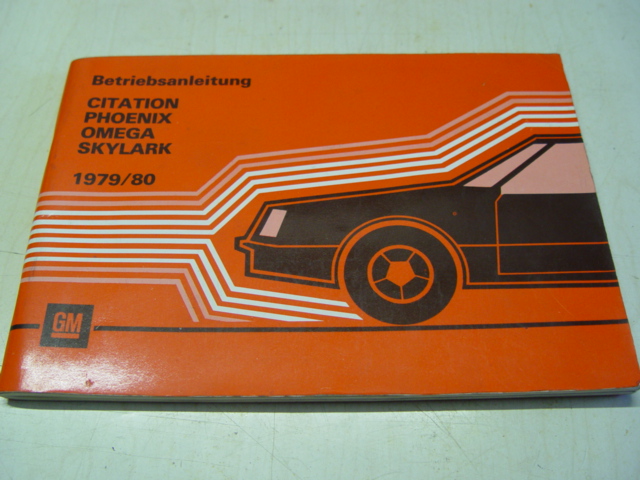 Betriebsanleitung
CITATION
PHOENIX
OMEGA
SKYLARK
1979/80
GM